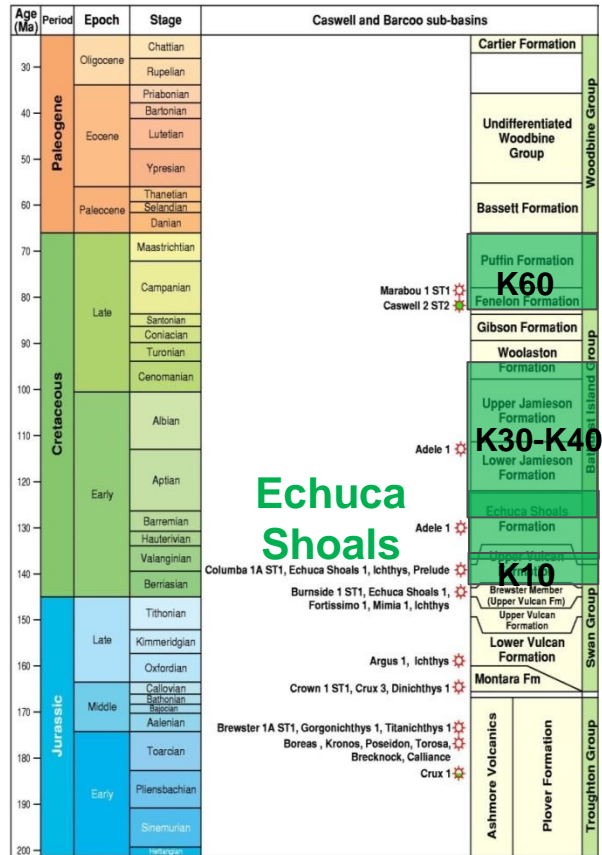 Age (Ma)
Period
Epoch
Stage
Caswell and Barcoo sub-basins
30
40
50
60
70
80
90
100
110
120
130
140
150
160
170
180
190
200
Paleogene
Cretaceous
Jurassic
Oligocene
Eocene
Paleocene
Late
Early
Late
Middle
Early
Chattian
Rupelian
Priabonian
Bartonian
Lutetian
Ypresian
Thanetian
Selandian
Danian
Maastrichtian
Campanian
Santonian
Coniacian
Turonian
Cenomanian
Albian
Aptian
Barremian
Hauterivian
Valanginian
Berriasian
Tithonian
Kimmeridgian
Oxfordian
Callovian
Bathonian
Bajocian
Aalenian
Toarcian
Pliensbachian
Sinemurian
Hettangian
Marabou 1 ST1
Caswell 2 ST2
Adele 1
Echuca
Shoals
Adele 1
Columba 1A ST1, Echuca Shoals 1, Ichthys, Prelude
Burnside 1 ST1, Echuca Shoals 1,
Fortissimo 1, Mimia 1, Ichthys
Argus 1, Ichthys
Crown 1 ST1, Crux 3, Dinichthys 1
Brewster 1A ST1, Gorgonichthys 1, Titanichthys 1
Boreas , Kronos, Poseidon, Torosa,
Brecknock, Calliance
Crux 1
Cartier Formation
Undifferentiated
Woodbine
Group
Bassett Formation
Puffin Formation
K60
Fenelon Formation
Gibson Formation
Woolaston
Formation
Upper Jamieson
Formation
K30-K40
Lower Jamieson
Formation
Echuca Shoals
Formation
Upper Vulcan
K10
Brewster Member
(Upper Vulcan Fm)
Upper Vulcan
Formation
Lower Vulcan
Formation
Montara Fm
Ashmore Volcanics
Plover Formation
Woodbine Group
Island Group
Swan Group
Troughton Group